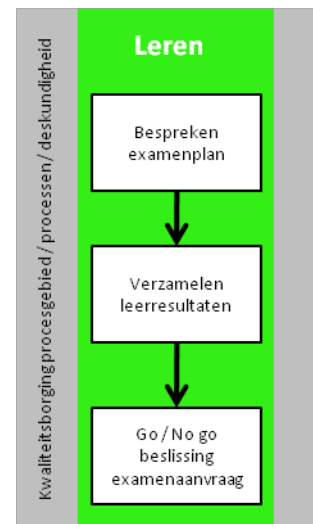 Leren
Kwaliteitsborging procesgebied / processen / deskundigheid
Bespreken
examenplan
Verzamelen
leerresultaten
Go / No go
beslissing
examenaanvraag